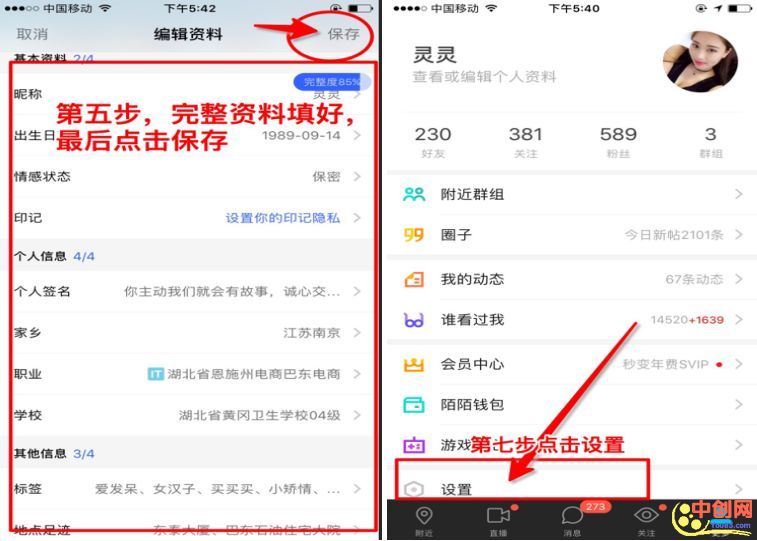 中国移动 下午5:42
取消 编辑资料 保存
基本资料 2/4
完整度85%
昵称 灵灵
第五步，完整资料填好，
最后点击保存
出生日 1989-09-14
情感状态 保密
印记 设置你的印记隐私
个人信息 4/4
个人签名 你主动我们就会有故事，诚心交...
家乡 江苏南京
职业 IT 湖北省恩施州电商巴东电商
学校 湖北省黄冈卫生学校04级
其他信息 3/4
标签 爱发呆、女汉子、买买买、小矫情、...
地点足迹 东泰大厦、巴东石油住宅大院
中国移动 下午5:40
灵灵
查看或编辑个人资料
230 381 589 3
好友 关注 粉丝 群组
附近群组
圈子 今日新帖2101条
我的动态 67条动态
谁看过我 14520+1639
会员中心 秒变年费SVIP
陌陌钱包
游戏
第七步点击设置
设置
273
附近 直播 消息 关注 更多
中创网